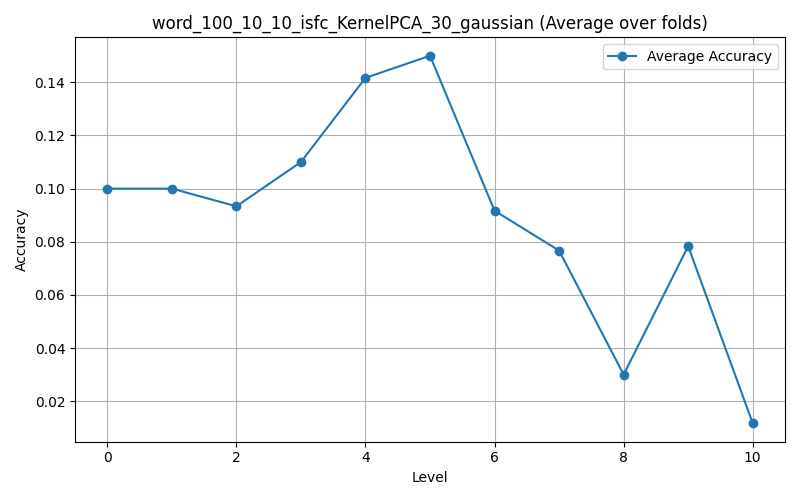 word_100_10_10_isfc_KernelPCA_30_gaussian (Average over folds)
Average Accuracy
0.14
0.12
0.10
0.08
0.06
0.04
0.02
Accuracy
0 2 4 6 8 10
Level